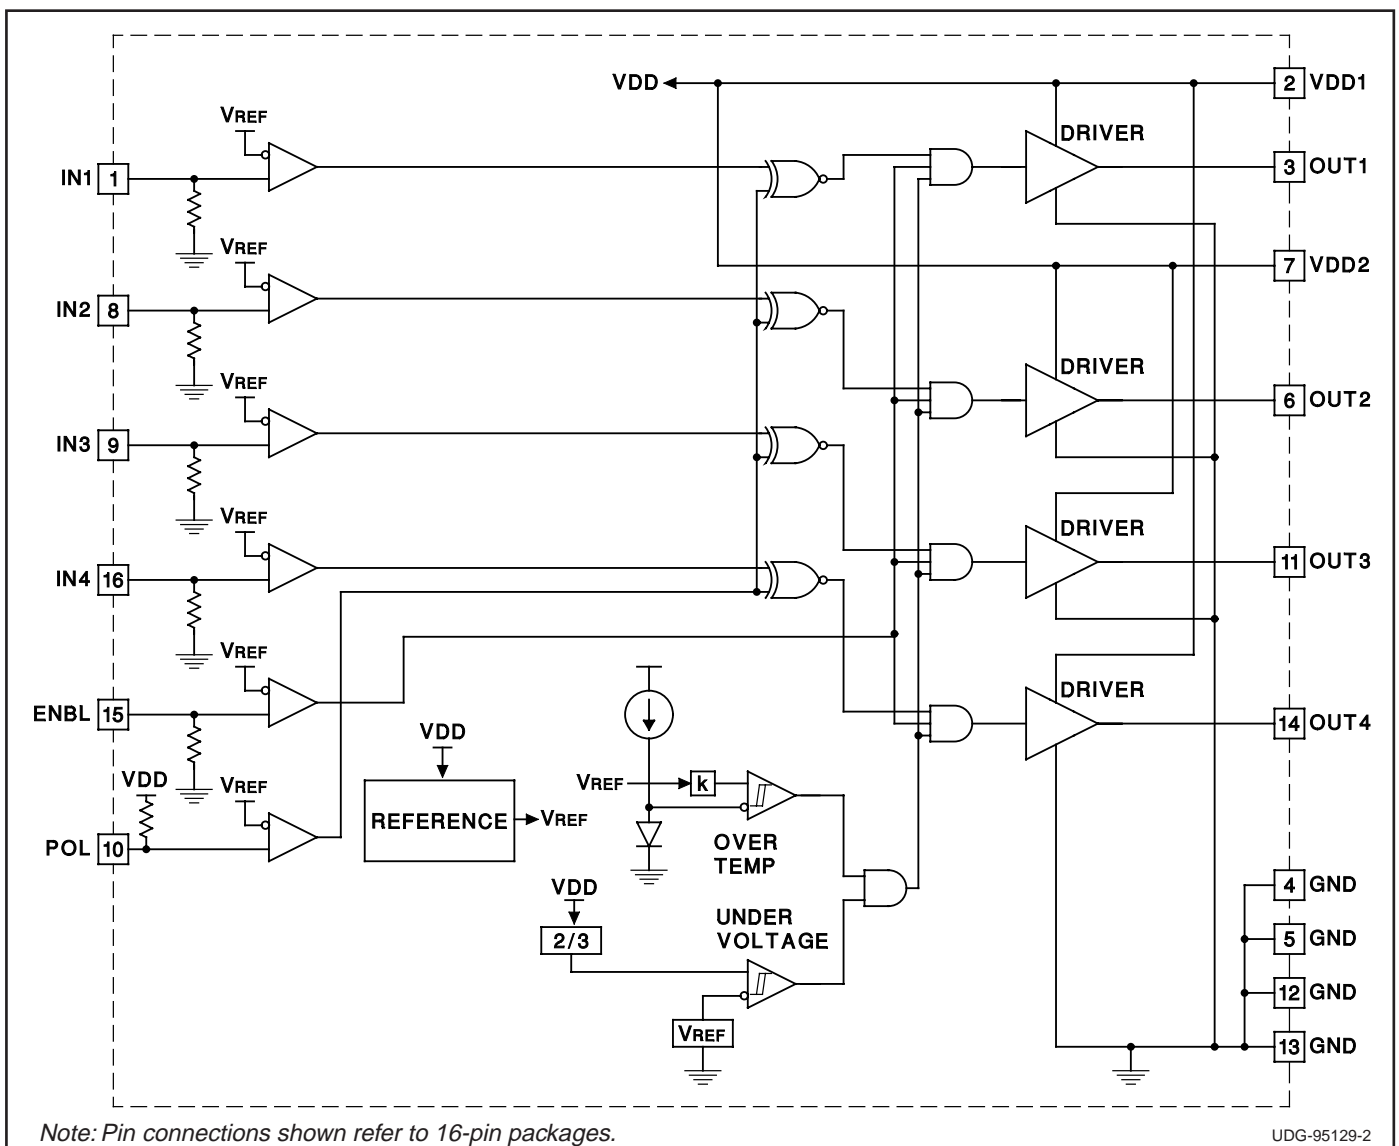 VDD
2 VDD1
VREF
DRIVER
IN1 1
3 OUT1
VREF
7 VDD2
IN2 8
DRIVER
VREF
6 OUT2
IN3 9
VREF
DRIVER
IN4 16
11 OUT3
VREF
DRIVER
ENBL 15
14 OUT4
VDD
VDD
VREF
VREF
k
REFERENCE
VREF
POL 10
OVER
TEMP
VDD
4 GND
UNDER
VOLTAGE
2/3
5 GND
12 GND
VREF
13 GND
Note: Pin connections shown refer to 16-pin packages.
UDG-95129-2